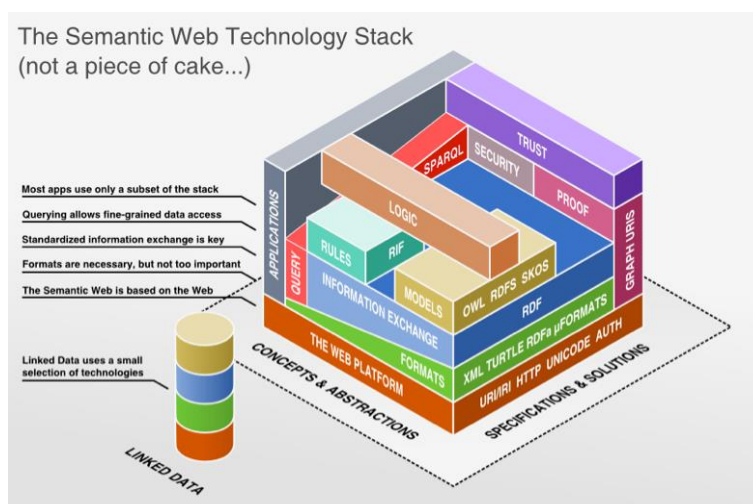 The Semantic Web Technology Stack
(not a piece of cake...)
Most apps use only a subset of the stack
Querying allows fine-grained data access
Standardized information exchange is key
Formats are necessary, but not too important
The Semantic Web is based on the Web
Linked Data uses a small
selection of technologies
LINKED DATA
APPLICATIONS
QUERY
SPARQL
SECURITY
TRUST
PROOF
GRAPH URIS
LOGIC
RULES
RIF
MODELS
OWL RDFS SKOS
INFORMATION EXCHANGE
RDF
FORMATS
XML TURTLE RDFa µFORMATS
THE WEB PLATFORM
URI/IRI HTTP UNICODE AUTH
CONCEPTS & ABSTRACTIONS
SPECIFICATIONS & SOLUTIONS